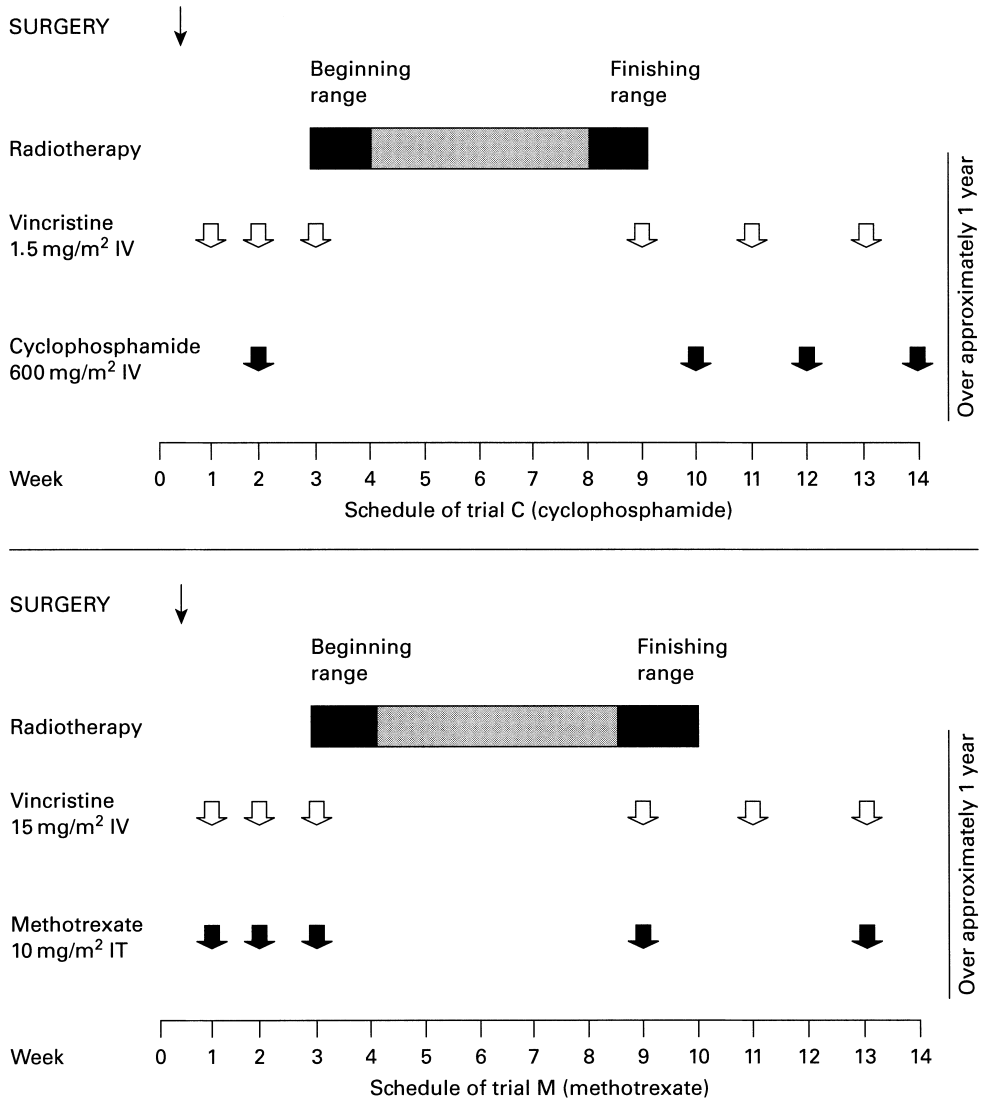 SURGERY
Beginning
range
Finishing
range
Radiotherapy
Vincristine
1.5 mg/m² IV
Cyclophosphamide
600 mg/m² IV
Over approximately 1 year
Week 0 1 2 3 4 5 6 7 8 9 10 11 12 13 14
Schedule of trial C (cyclophosphamide)
SURGERY
Beginning
range
Finishing
range
Radiotherapy
Vincristine
15 mg/m² IV
Methotrexate
10 mg/m² IT
Over approximately 1 year
Week 0 1 2 3 4 5 6 7 8 9 10 11 12 13 14
Schedule of trial M (methotrexate)